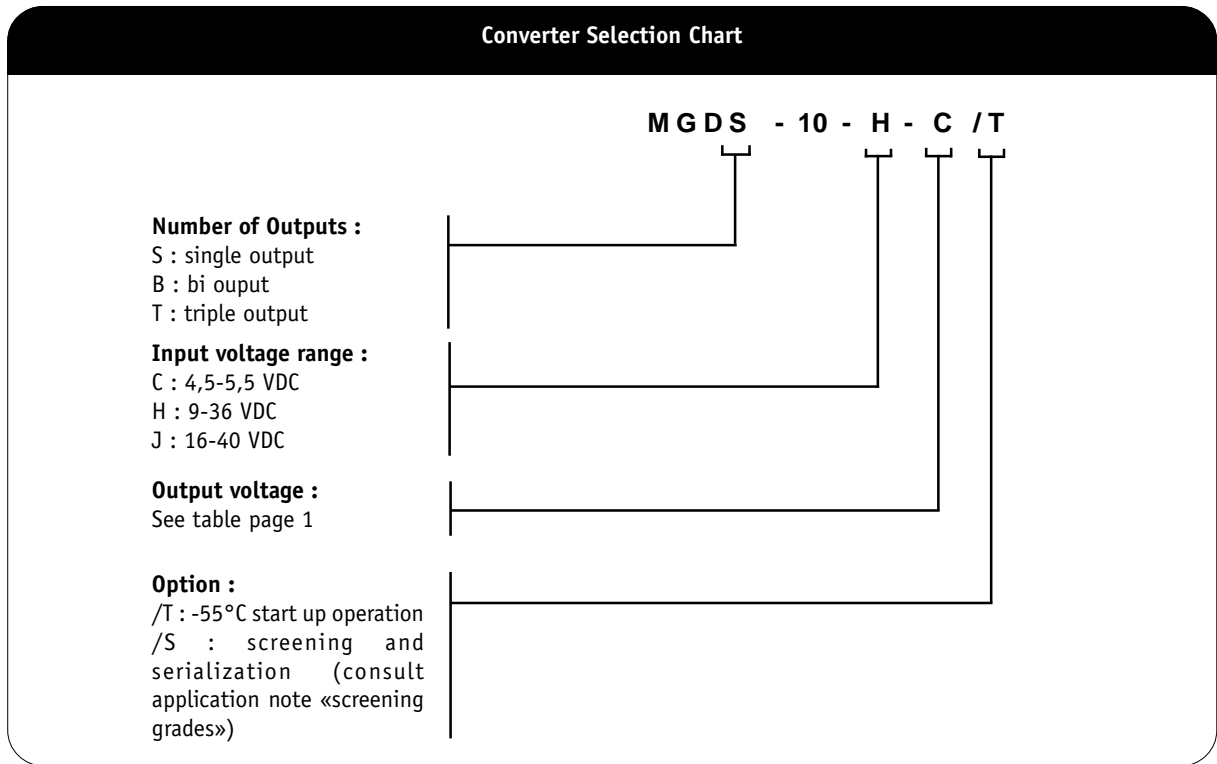 Converter Selection Chart
MGDS - 10 - H - C /T
Number of Outputs :
S : single output
B : bi ouput
T : triple output
Input voltage range :
C : 4,5-5,5 VDC
H : 9-36 VDC
J : 16-40 VDC
Output voltage :
See table page 1
Option :
/T : -55°C start up operation
/S : screening and
serialization (consult
application note «screening
grades»)